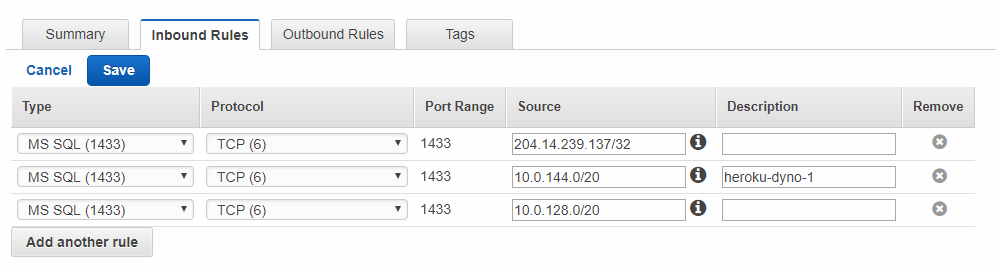 Summary Inbound Rules Outbound Rules Tags
Cancel Save
Type Protocol Port Range Source Description Remove
MS SQL (1433) TCP (6) 1433 204.14.239.137/32
MS SQL (1433) TCP (6) 1433 10.0.144.0/20 heroku-dyno-1
MS SQL (1433) TCP (6) 1433 10.0.128.0/20
Add another rule